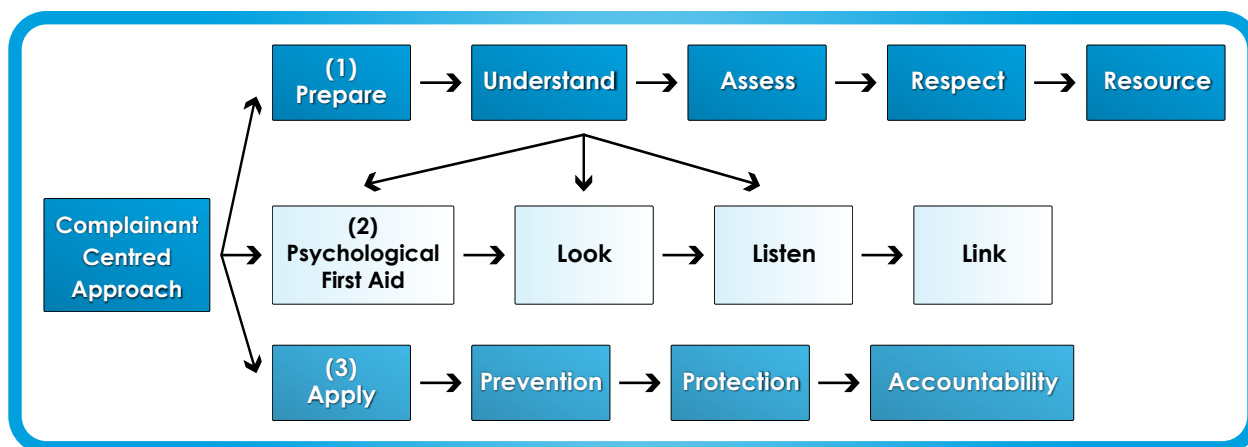 (1)
Prepare
Understand
Assess
Respect
Resource
Complainant
Centred
Approach
(2)
Psychological
First Aid
Look
Listen
Link
(3)
Apply
Prevention
Protection
Accountability